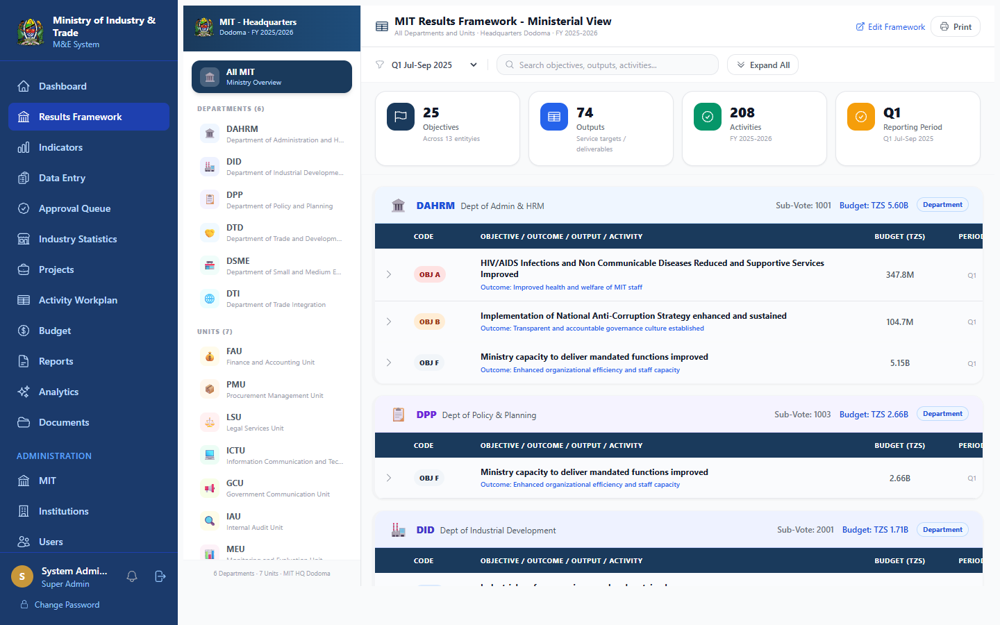 Ministry of Industry &
Trade
M&E System
Dashboard
Results Framework
Indicators
Data Entry
Approval Queue
Industry Statistics
Projects
Activity Workplan
Budget
Reports
Analytics
Documents
ADMINISTRATION
MIT
Institutions
Users
S
System Admi...
Super Admin
Change Password
MIT - Headquarters
Dodoma · FY 2025/2026
All MIT
Ministry Overview
DEPARTMENTS (6)
DAHRM
Department of Administration and H...
DID
Department of Industrial Developme...
DPP
Department of Policy and Planning
DTD
Department of Trade and Developm...
DSME
Department of Small and Medium E...
DTI
Department of Trade Integration
UNITS (7)
FAU
Finance and Accounting Unit
PMU
Procurement Management Unit
LSU
Legal Services Unit
ICTU
Information Communication and Tec...
GCU
Government Communication Unit
IAU
Internal Audit Unit
MEU
Monitoring and Evaluation Unit
6 Departments · 7 Units · MIT HQ Dodoma
MIT Results Framework - Ministerial View
All Departments and Units · Headquarters Dodoma · FY 2025-2026
Edit Framework
Print
Q1 Jul-Sep 2025
Search objectives, outputs, activities...
Expand All
25
Objectives
Across 13 entityies
74
Outputs
Service targets /
deliverables
208
Activities
FY 2025-2026
Q1
Reporting Period
Q1 Jul-Sep 2025
DAHRM Dept of Admin & HRM Sub-Vote: 1001 Budget: TZS 5.60B Department
CODE OBJECTIVE / OUTCOME / OUTPUT / ACTIVITY BUDGET (TZS) PERIOD
OBJ A HIV/AIDS Infections and Non Communicable Diseases Reduced and Supportive Services
Improved
Outcome: Improved health and welfare of MIT staff
347.8M Q1
OBJ B Implementation of National Anti-Corruption Strategy enhanced and sustained
Outcome: Transparent and accountable governance culture established
104.7M Q1
OBJ F Ministry capacity to deliver mandated functions improved
Outcome: Enhanced organizational efficiency and staff capacity
5.15B Q1
DPP Dept of Policy & Planning Sub-Vote: 1003 Budget: TZS 2.66B Department
CODE OBJECTIVE / OUTCOME / OUTPUT / ACTIVITY BUDGET (TZS) PERIOD
OBJ F Ministry capacity to deliver mandated functions improved
Outcome: Enhanced organizational efficiency and staff capacity
2.66B Q1
DID Dept of Industrial Development Sub-Vote: 2001 Budget: TZS 1.71B Department
CODE OBJECTIVE / OUTCOME / OUTPUT / ACTIVITY BUDGET (TZS) PERIOD